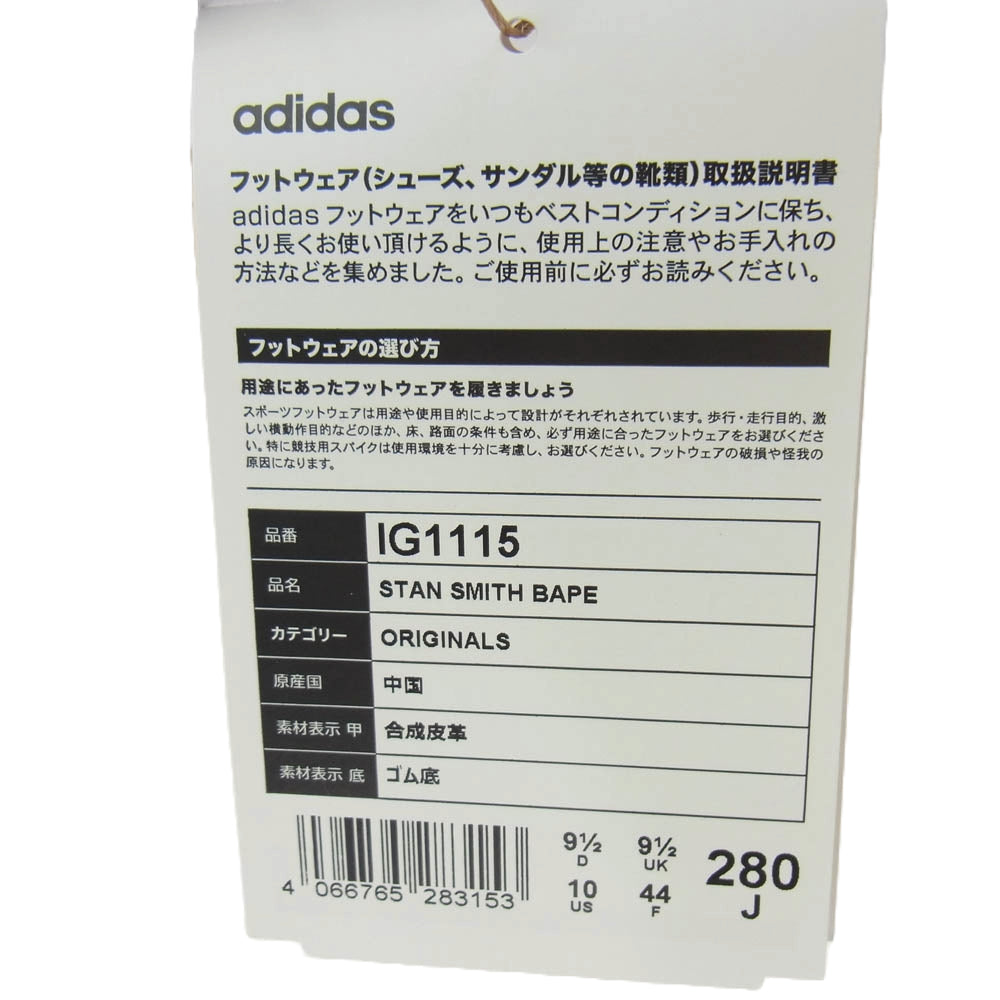 adidas
フットウェア(シューズ、サンダル等の靴類)取扱説明書
adidas フットウェアをいつもベストコンディションに保ち、
より長くお使い頂けるように、使用上の注意やお手入れの
方法などを集めました。ご使用前に必ずお読みください。
フットウェアの選び方
用途にあったフットウェアを履きましょう
スポーツフットウェアは用途や使用目的によって設計がそれぞれされています。歩行・走行目的、激
しい横動作目的などのほか、床、路面の条件も含め、必ず用途に合ったフットウェアをお選びくださ
い。特に競技用スパイクは使用環境を十分に考慮し、お選びください。フットウェアの破損や怪我の
原因になります。
品番 IG1115
品名 STAN SMITH BAPE
カテゴリー ORIGINALS
原産国 中国
素材表示 甲 合成皮革
素材表示 底 ゴム底
9½ 9½ 280
D UK J
10 44
US F
4 066765 283153